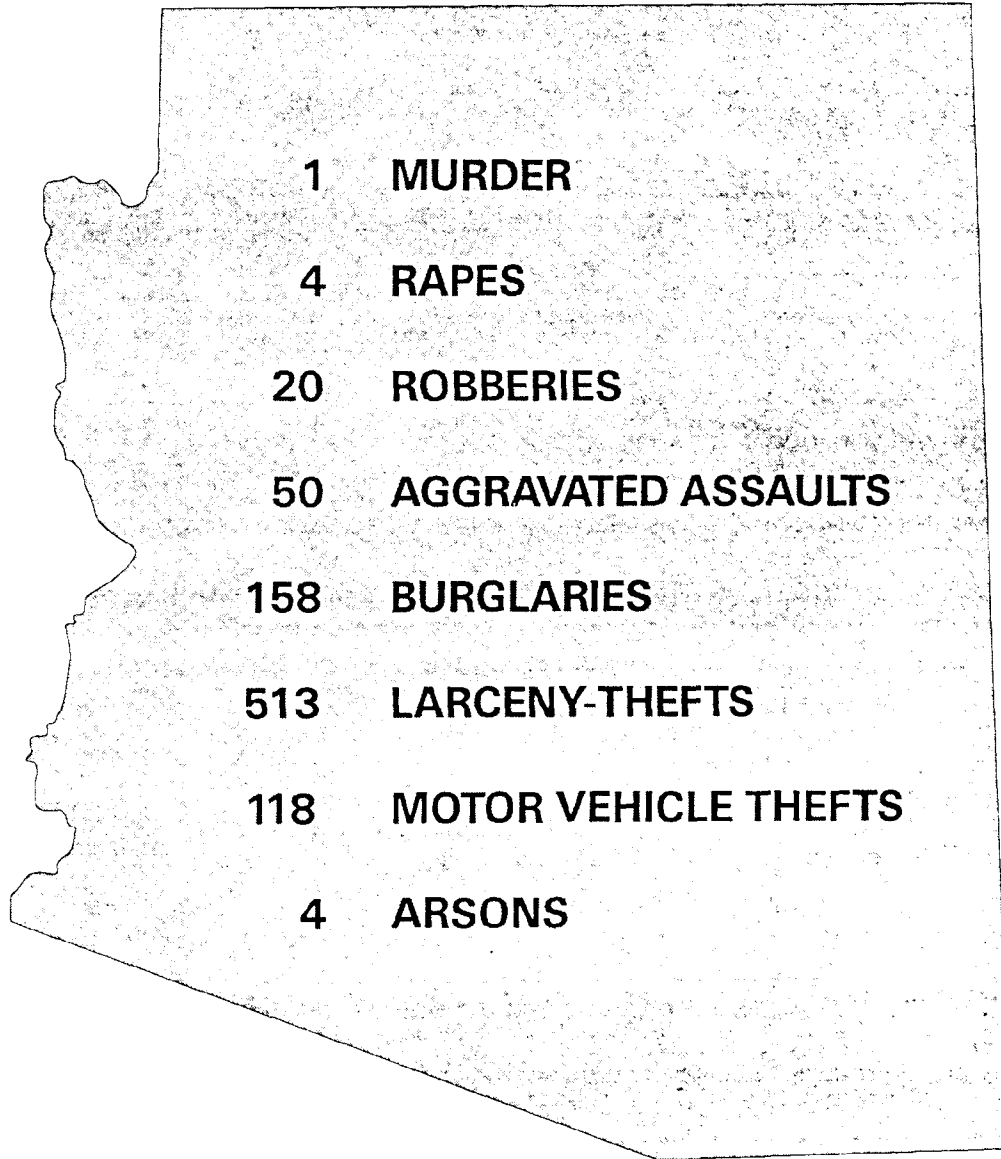 1 MURDER
4 RAPES
20 ROBBERIES
50 AGGRAVATED ASSAULTS
158 BURGLARIES
513 LARCENY-THEFTS
118 MOTOR VEHICLE THEFTS
4 ARSONS